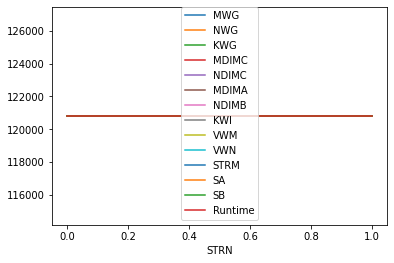 126000
124000
122000
120000
118000
116000
MWG
NWG
KWG
MDIMC
NDIMC
MDIMA
NDIMB
KWI
VWM
VWN
STRM
SA
SB
Runtime
0.0 0.2 0.4 0.6 0.8 1.0
STRN